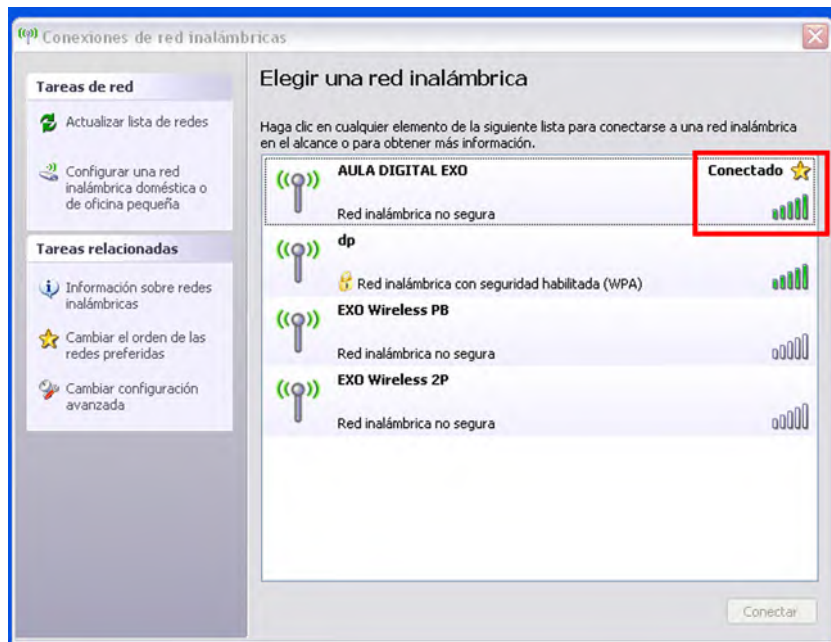 Conexiones de red inalámbricas
Tareas de red
Actualizar lista de redes
Configurar una red
inalámbrica doméstica o
de oficina pequeña
Tareas relacionadas
Información sobre redes
inalámbricas
Cambiar el orden de las
redes preferidas
Cambiar configuración
avanzada
Elegir una red inalámbrica
Haga clic en cualquier elemento de la siguiente lista para conectarse a una red inalámbrica
en el alcance o para obtener más información.
AULA DIGITAL EXO Conectado
Red inalámbrica no segura
dp
Red inalámbrica con seguridad habilitada (WPA)
EXO Wireless PB
Red inalámbrica no segura
EXO Wireless 2P
Red inalámbrica no segura
Conectar